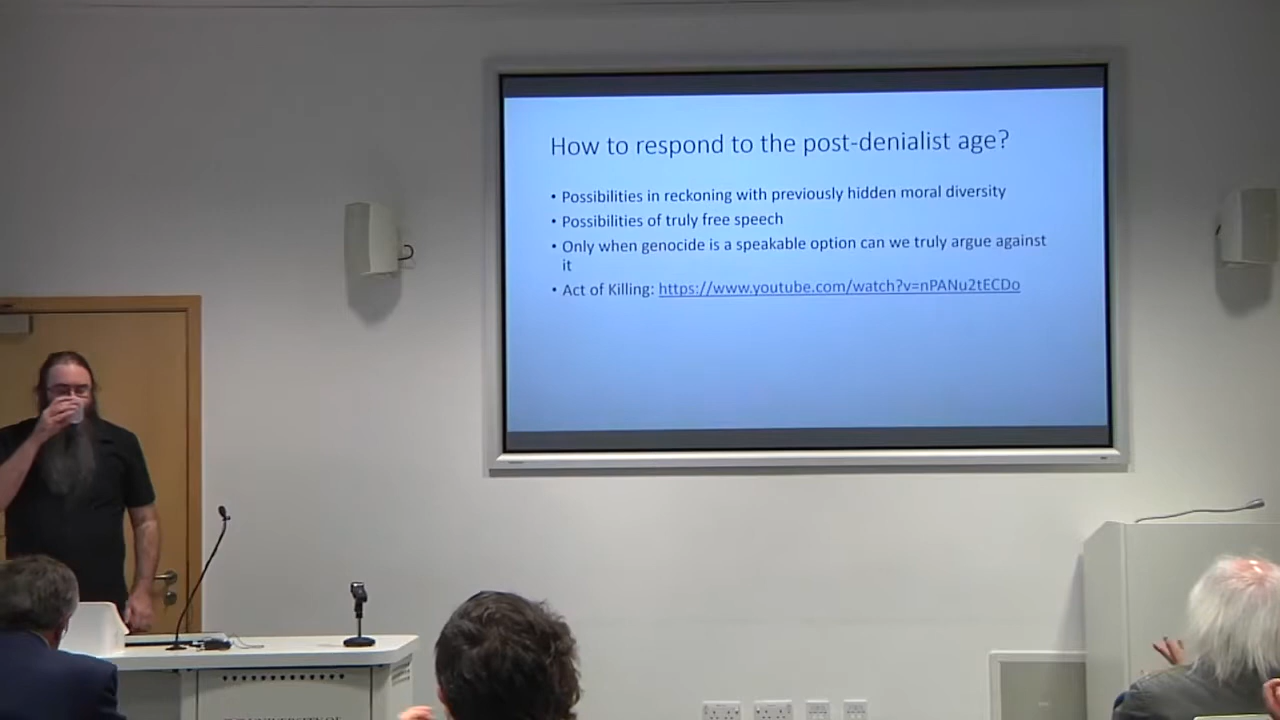 How to respond to the post-denialist age?
• Possibilities in reckoning with previously hidden moral diversity
• Possibilities of truly free speech
• Only when genocide is a speakable option can we truly argue against
it
• Act of Killing: https://www.youtube.com/watch?v=nPANu2tECDo
UNIVERSITY OF